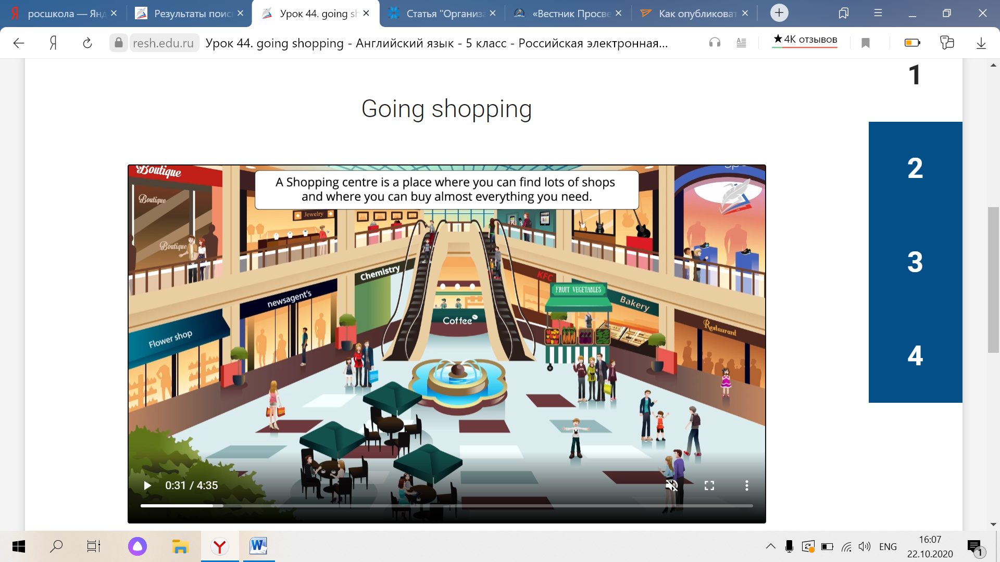 росшкола — Янд
Результаты поис
Урок 44. going sh
Статья "Организа
«Вестник Просве
Как опубликоват
resh.edu.ru
Урок 44. going shopping - Английский язык - 5 класс - Российская электронная...
★4К отзывов
Going shopping
1
2
3
4
A Shopping centre is a place where you can find lots of shops
and where you can buy almost everything you need.
Boutique
Boutique
Boutique
Jewelry
Chemistry
newsagent's
Flower shop
Coffee
KFC
FRUIT VEGETABLES
Bakery
Restaurant
0:31 / 4:35
ENG
16:07
22.10.2020
1